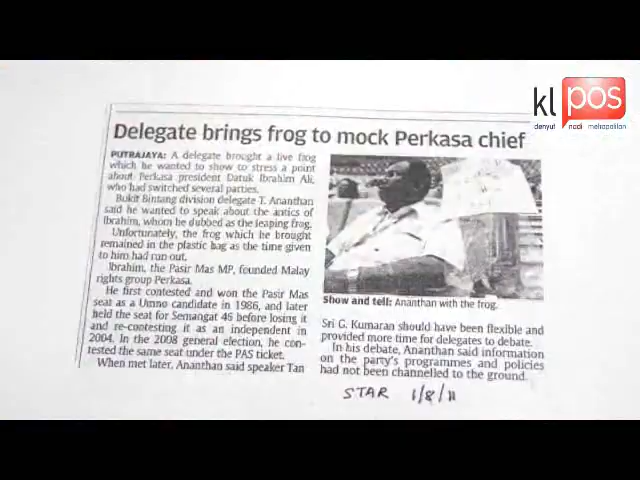 kl pos
denyut nadi metropolitan
Delegate brings frog to mock Perkasa chief
PUTRAJAYA: A delegate brought a live frog
which he wanted to show to stress a point
about Perkasa president Datuk Ibrahim Ali,
who had switched several parties.
Bukit Bintang division delegate T. Ananthan
said he wanted to speak about the antics of
Ibrahim, whom he dubbed as the leaping frog.
Unfortunately, the frog which he brought
remained in the plastic bag as the time given
to him had run out.
Ibrahim, the Pasir Mas MP, founded Malay
rights group Perkasa.
He first contested and won the Pasir Mas
seat as a Umno candidate in 1986, and later
held the seat for Semangat 46 before losing it
and re-contesting it as an independent in
2004. In the 2008 general election, he con-
tested the same seat under the PAS ticket.
When met later, Ananthan said speaker Tan
Show and tell: Ananthan with the frog.
Sri G. Kumaran should have been flexible and
provided more time for delegates to debate.
In his debate, Ananthan said information
on the party's programmes and policies
had not been channelled to the ground.
STAR 1/8/11